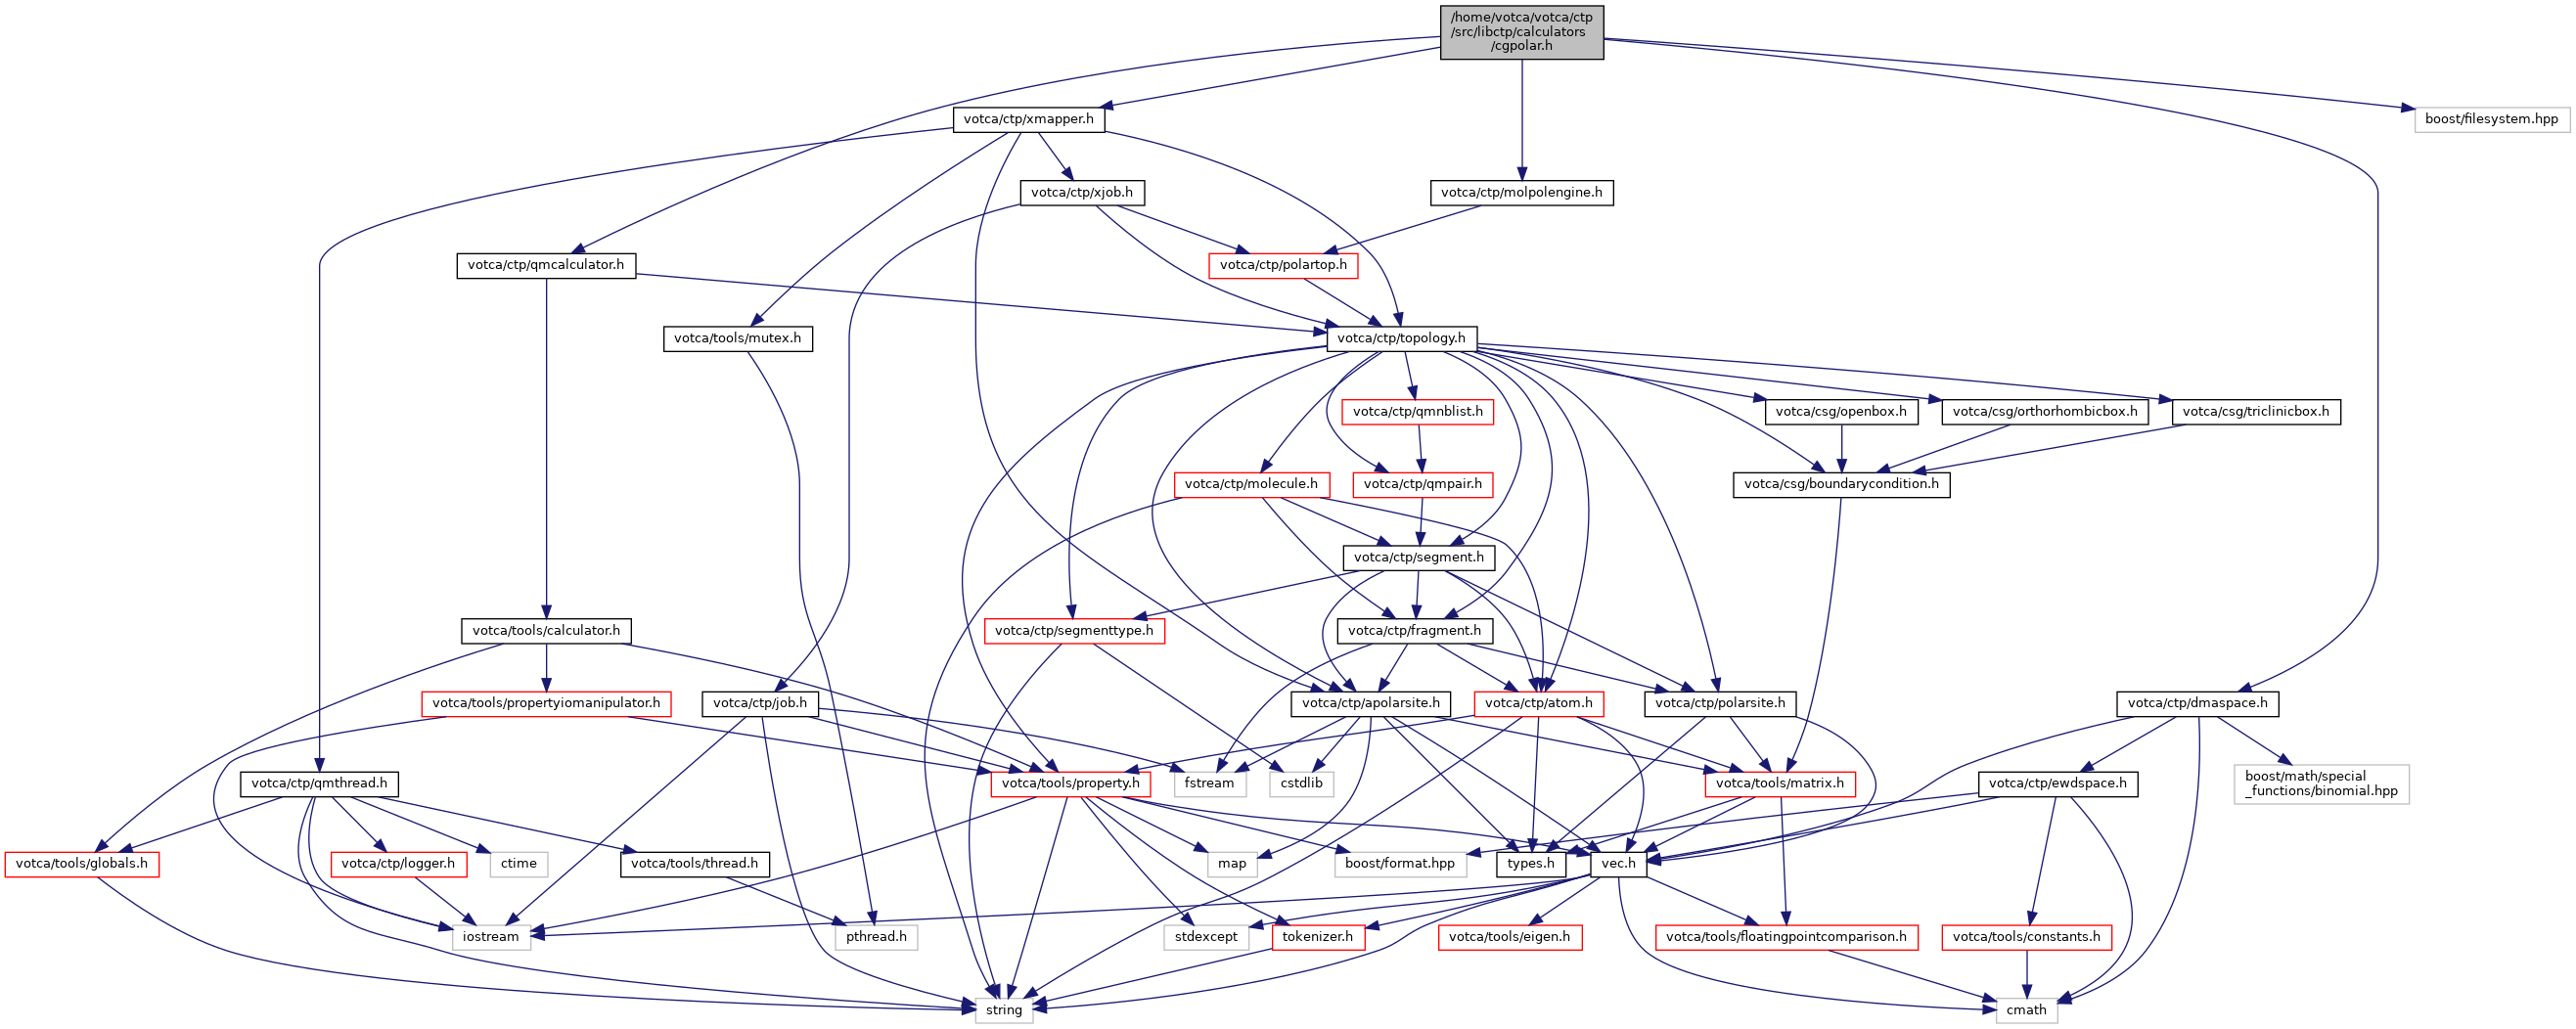 /home/votca/votca/ctp
/src/libctp/calculators
/cgpolar.h
votca/ctp/xmapper.h
boost/filesystem.hpp
votca/ctp/xjob.h
votca/ctp/molpolengine.h
votca/ctp/qmcalculator.h
votca/ctp/polartop.h
votca/tools/mutex.h
votca/ctp/topology.h
votca/ctp/qmnblist.h
votca/csg/openbox.h
votca/csg/orthorhombicbox.h
votca/csg/triclinicbox.h
votca/ctp/molecule.h
votca/ctp/qmpair.h
votca/csg/boundarycondition.h
votca/ctp/segment.h
votca/tools/calculator.h
votca/ctp/segmenttype.h
votca/ctp/fragment.h
votca/tools/propertyiomanipulator.h
votca/ctp/job.h
votca/ctp/apolarsite.h
votca/ctp/atom.h
votca/ctp/polarsite.h
votca/ctp/dmaspace.h
votca/ctp/qmthread.h
votca/tools/property.h
fstream
cstdlib
votca/tools/matrix.h
votca/ctp/ewdspace.h
boost/math/special
_functions/binomial.hpp
votca/tools/globals.h
votca/ctp/logger.h
ctime
votca/tools/thread.h
map
boost/format.hpp
types.h
vec.h
iostream
pthread.h
stdexcept
tokenizer.h
votca/tools/eigen.h
votca/tools/floatingpointcomparison.h
votca/tools/constants.h
string
cmath